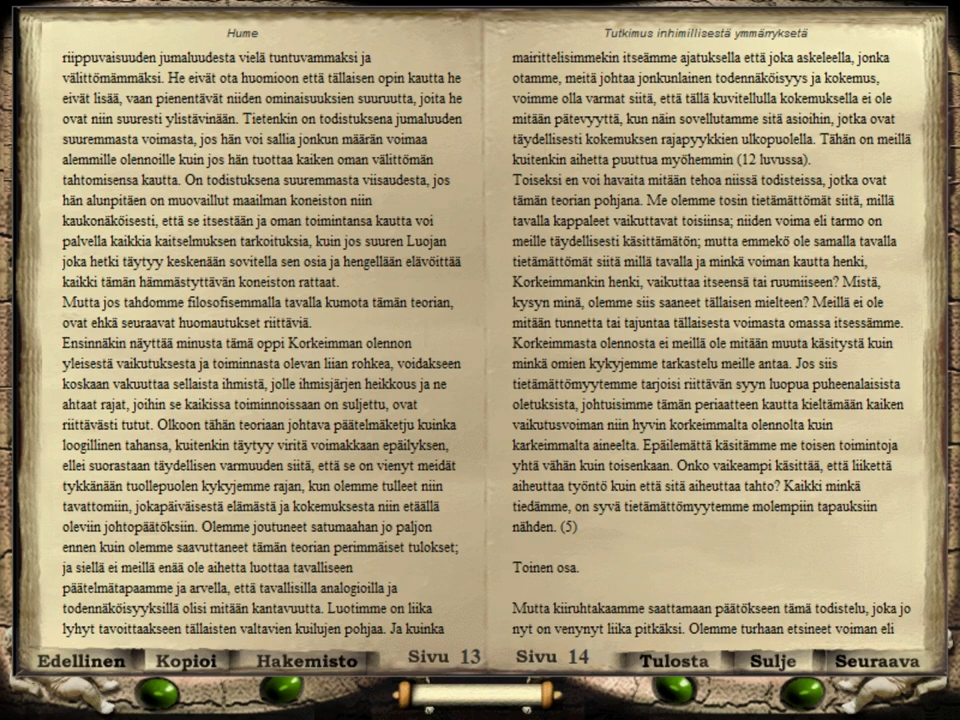 Hume
riippuvaisuuden jumaluudesta vielä tuntuvammaksi ja
välittömämmäksi. He eivät ota huomioon että tällaisen opin kautta he
eivät lisää, vaan pienentävät niiden ominaisuuksien suuruutta, joita he
ovat niin suuresti ylistävinään. Tietenkin on todistuksena jumaluuden
suuremmasta voimasta, jos hän voi sallia jonkun määrän voimaa
alemmille olennoille kuin jos hän tuottaa kaiken oman välittömän
tahtomisensa kautta. On todistuksena suuremmasta viisaudesta, jos
hän alunpitäen on muovaillut maailman koneiston niin
kaukonäköisesti, että se itsestään ja oman toimintansa kautta voi
palvella kaikkia kaitselmuksen tarkoituksia, kuin jos suuren Luojan
joka hetki täytyy keskenään sovitella sen osia ja hengellään elävöittää
kaikki tämän hämmästyttävän koneiston rattaat.
Mutta jos tahdomme filosofisemmalla tavalla kumota tämän teorian,
ovat ehkä seuraavat huomautukset riittäviä.
Ensinnäkin näyttää minusta tämä oppi Korkeimman olennon
yleisestä vaikutuksesta ja toiminnasta olevan liian rohkea, voidakseen
koskaan vakuuttaa sellaista ihmistä, jolle ihmisjärjen heikkous ja ne
ahtaat rajat, joihin se kaikissa toiminnoissaan on suljettu, ovat
riittävästi tutut. Olkoon tähän teoriaan johtava päätelmäketju kuinka
loogillinen tahansa, kuitenkin täytyy viritä voimakkaan epäilyksen,
ellei suorastaan täydellisen varmuuden siitä, että se on vienyt meidät
tykkänään tuollepuolen kykyjemme rajan, kun olemme tulleet niin
tavattomiin, jokapäiväisestä elämästä ja kokemuksesta niin etäällä
oleviin johtopäätöksiin. Olemme joutuneet satumaahan jo paljon
ennen kuin olemme saavuttaneet tämän teorian perimmäiset tulokset;
ja siellä ei meillä enää ole aihetta luottaa tavalliseen
päätelmätapaamme ja arvella, että tavallisilla analogioilla ja
todennäköisyyksillä olisi mitään kantavuutta. Luotimme on liika
lyhyt tavoittaakseen tällaisten valtavien kuilujen pohjaa. Ja kuinka
Tutkimus inhimillisestä ymmärryksetä
mairittelisimmekin itseämme ajatuksella että joka askeleella, jonka
otamme, meitä johtaa jonkunlainen todennäköisyys ja kokemus,
voimme olla varmat siitä, että tällä kuvitellulla kokemuksella ei ole
mitään pätevyyttä, kun näin sovellutamme sitä asioihin, jotka ovat
täydellisesti kokemuksen rajapyykkien ulkopuolella. Tähän on meillä
kuitenkin aihetta puuttua myöhemmin (12 luvussa).
Toiseksi en voi havaita mitään tehoa niissä todisteissa, jotka ovat
tämän teorian pohjana. Me olemme tosin tietämättömät siitä, millä
tavalla kappaleet vaikuttavat toisiinsa; niiden voima eli tarmo on
meille täydellisesti käsittämätön; mutta emmekö ole samalla tavalla
tietämättömät siitä millä tavalla ja minkä voiman kautta henki,
Korkeimmankin henki, vaikuttaa itseensä tai ruumiiseen? Mistä,
kysyn minä, olemme siis saaneet tällaisen mielteen? Meillä ei ole
mitään tunnetta tai tajuntaa tällaisesta voimasta omassa itsessämme.
Korkeimmasta olennosta ei meillä ole mitään muuta käsitystä kuin
minkä omien kykyjemme tarkastelu meille antaa. Jos siis
tietämättömyytemme tarjoisi riittävän syyn luopua puheenalaisista
oletuksista, johtuisimme tämän periaatteen kautta kieltämään kaiken
vaikutusvoiman niin hyvin korkeimmalta olennolta kuin
karkeimmalta aineelta. Epäilemättä käsitämme me toisen toimintoja
yhtä vähän kuin toisenkaan. Onko vaikeampi käsittää, että liikettä
aiheuttaa työntö kuin että sitä aiheuttaa tahto? Kaikki minkä
tiedämme, on syvä tietämättömyytemme molempiin tapauksiin
nähden. (5)
Toinen osa.
Mutta kiiruhtakaamme saattamaan päätökseen tämä todistelu, joka jo
nyt on venynyt liika pitkäksi. Olemme turhaan etsineet voiman eli
Edellinen Kopioi Hakemisto Sivu 13 Sivu 14 Tulosta Sulje Seuraava